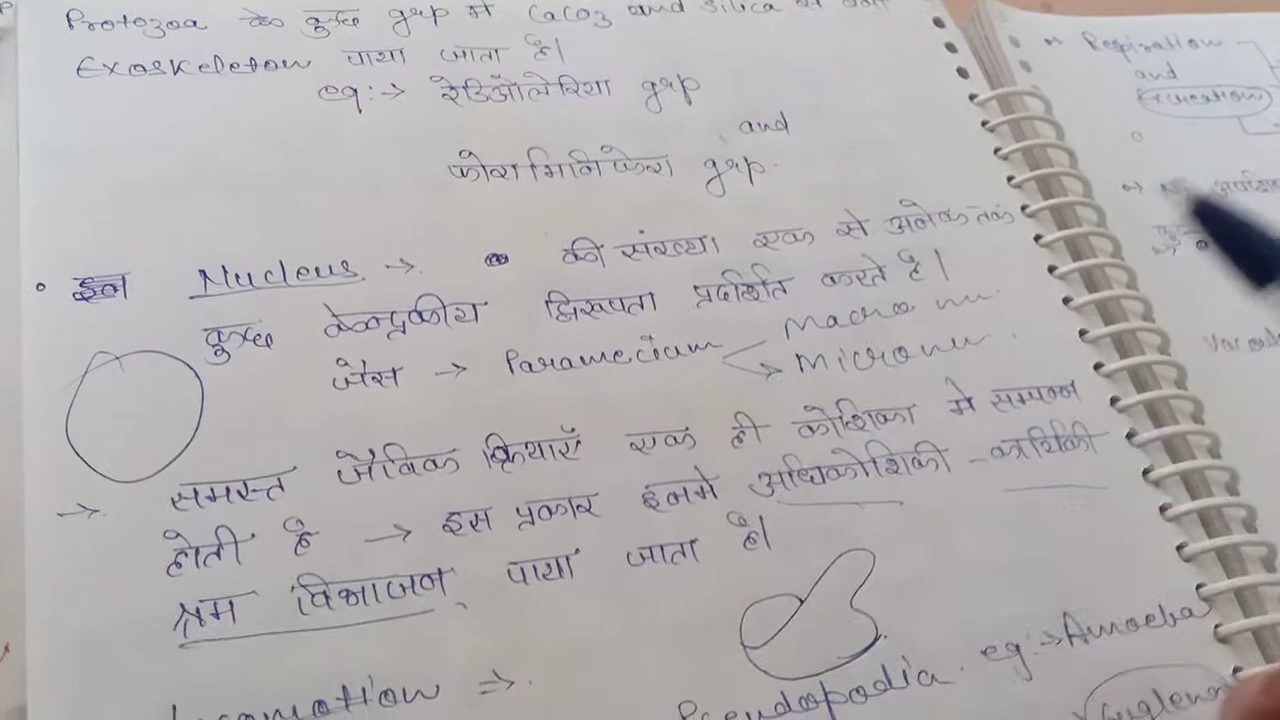 Protozoa के कुछ grp में CaCO3 and silica से बना
Exoskeleton पाया जाता है।
eg:→ रेडिओलेरिया grp
and
फोरामिनिफेरा grp.
इन Nucleus → की संख्या एक से अनेक तक
कुछ केन्द्रकीय द्विरूपता प्रदर्शित करते है।
जैसे → Paramecium
Macro nu.
Micronu.
→ समस्त जैविक क्रियाएँ एक ही कोशिका मे सम्पन्न
होती है → इस प्रकार इनमे अधिकोशिकी
श्रम विभाजन पाया जाता है।
Locomotion ⇒
Pseudopodia. eg:→ Amoeba
Euglena
Respiration
and
Excretion